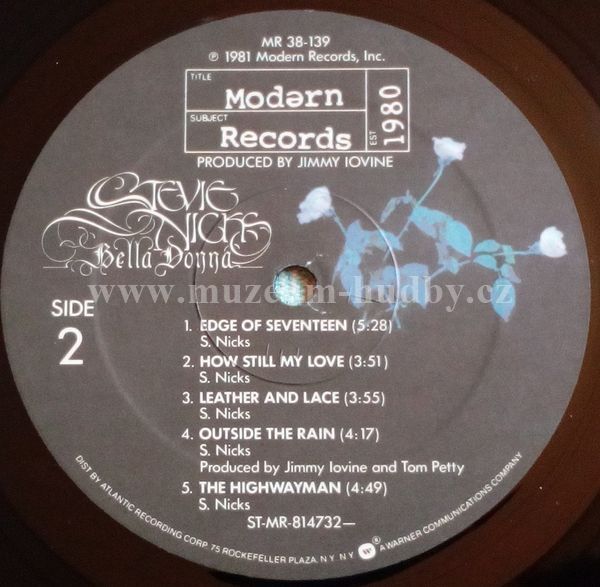 MR 38-139
℗ 1981 Modern Records, Inc.
TITLE
Modərn
SUBJECT
Records
EST 1980
PRODUCED BY JIMMY IOVINE
STEVIE
NICKS
Bella Donna
www.muzeum-hudby.cz
SIDE
2
1. EDGE OF SEVENTEEN (5:28)
S. Nicks
2. HOW STILL MY LOVE (3:51)
S. Nicks
3. LEATHER AND LACE (3:55)
S. Nicks
4. OUTSIDE THE RAIN (4:17)
S. Nicks
Produced by Jimmy Iovine and Tom Petty
5. THE HIGHWAYMAN (4:49)
S. Nicks
ST-MR-814732—
DIST BY ATLANTIC RECORDING CORP. 75 ROCKEFELLER PLAZA, N.Y. N.Y. ® A WARNER COMMUNICATIONS COMPANY